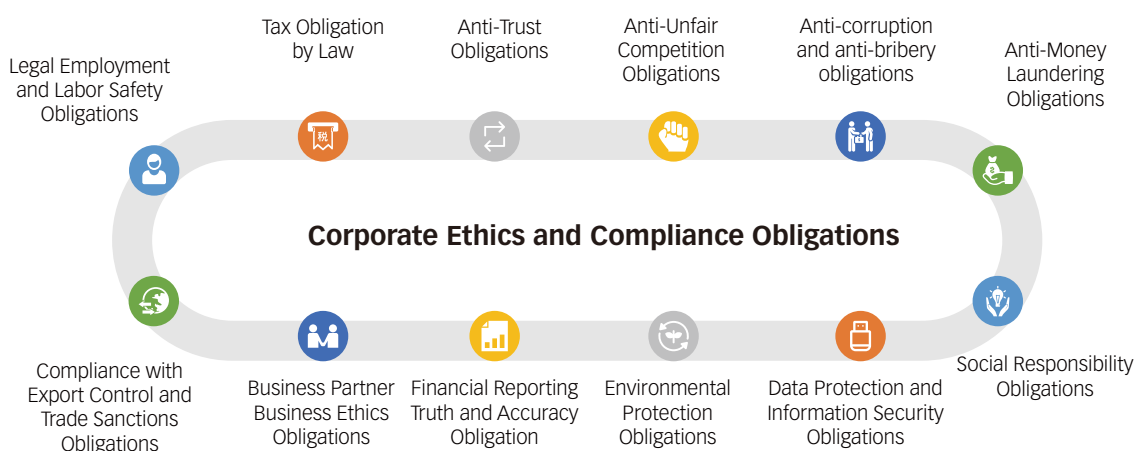 Legal Employment
and Labor Safety
Obligations
Tax Obligation
by Law
Anti-Trust
Obligations
Anti-Unfair
Competition
Obligations
Anti-corruption
and anti-bribery
obligations
Anti-Money
Laundering
Obligations
税
Corporate Ethics and Compliance Obligations
Compliance with
Export Control and
Trade Sanctions
Obligations
Business Partner
Business Ethics
Obligations
Financial Reporting
Truth and Accuracy
Obligation
Environmental
Protection
Obligations
Data Protection and
Information Security
Obligations
Social Responsibility
Obligations